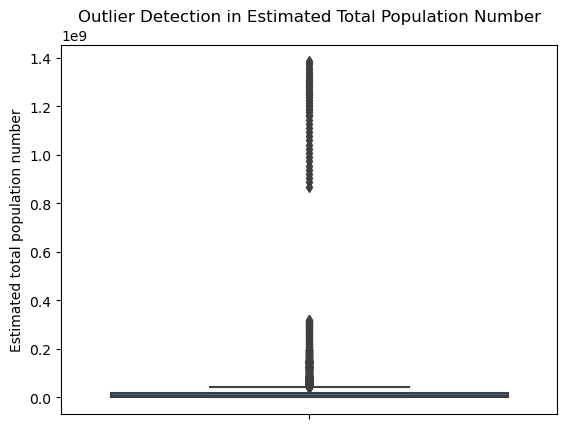 Outlier Detection in Estimated Total Population Number
1e9
1.4
1.2
1.0
0.8
0.6
0.4
0.2
0.0
Estimated total population number